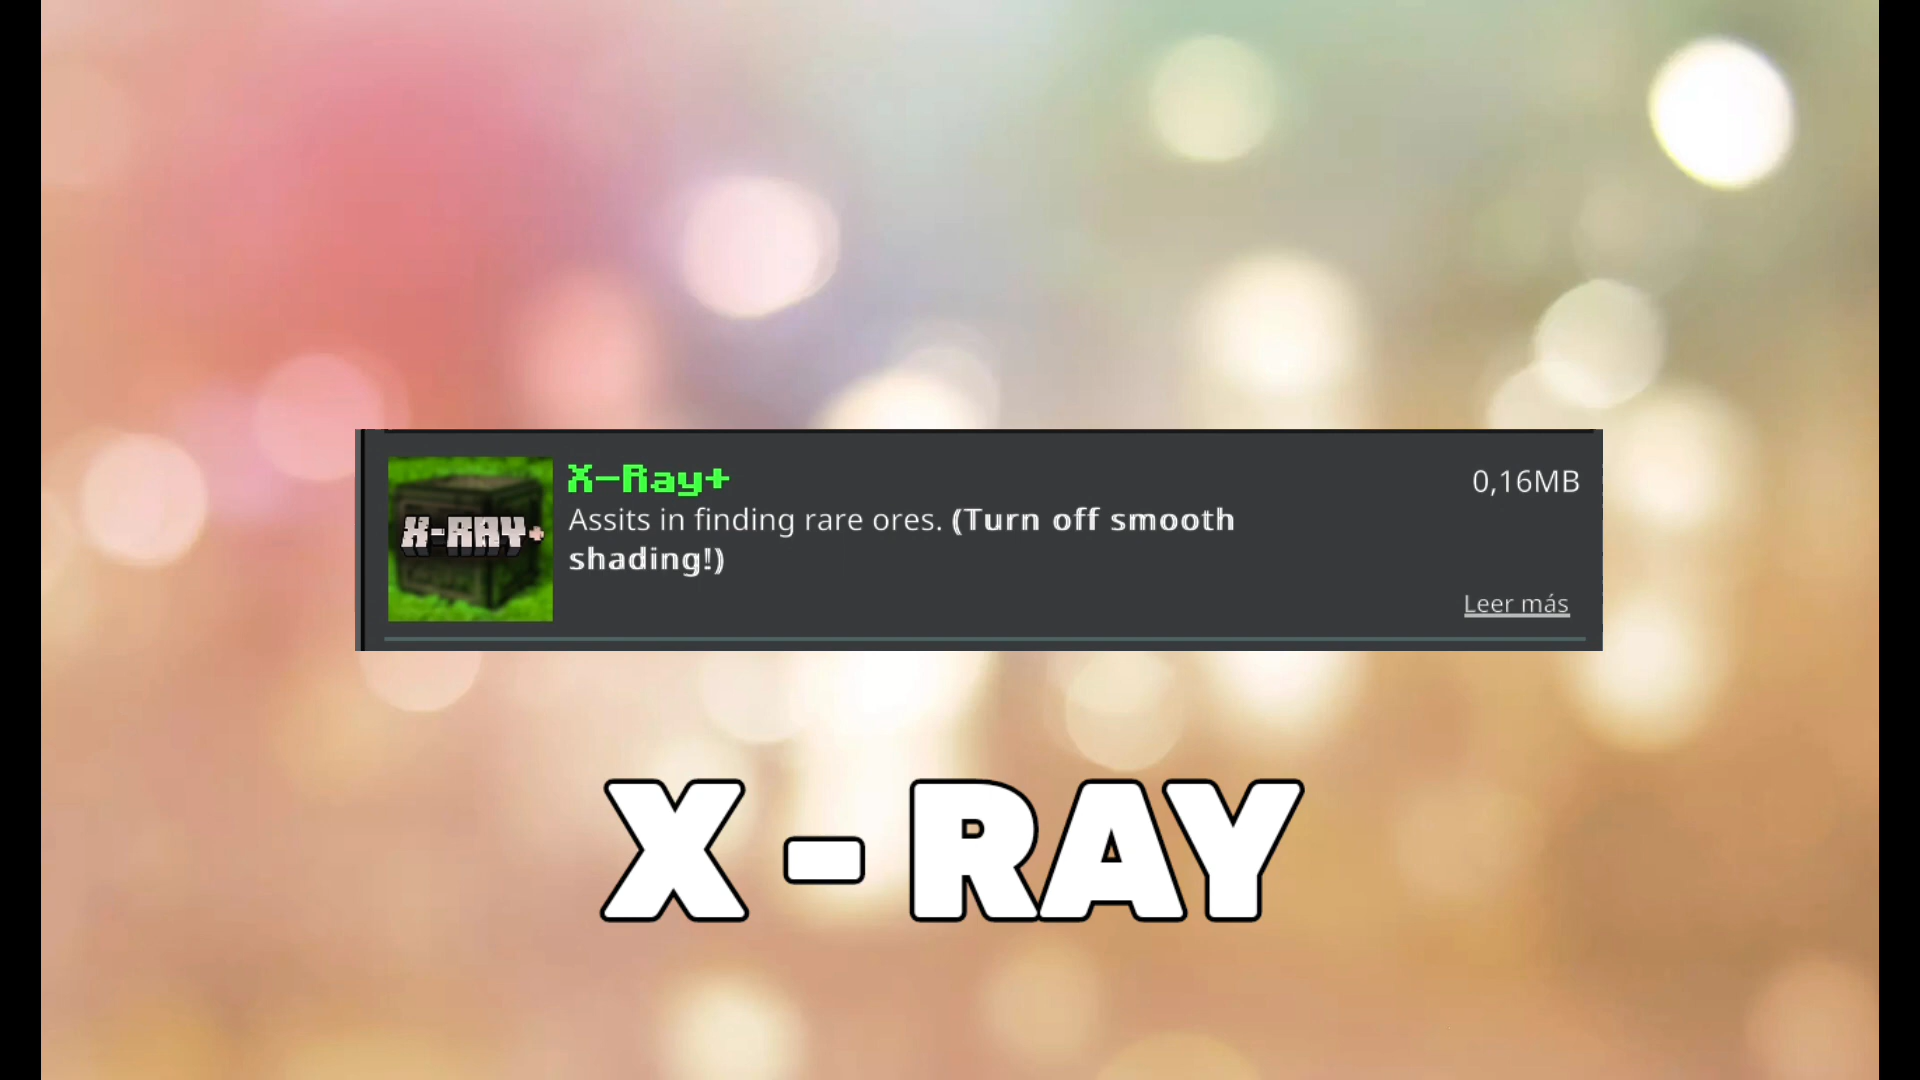 X-Ray+
0,16MB
Assits in finding rare ores. (Turn off smooth
shading!)
X-RAY+
Leer más
X - RAY